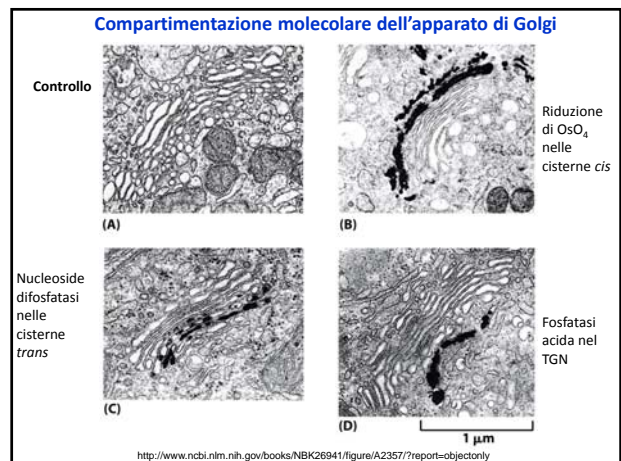 Compartimentazione molecolare dell'apparato di Golgi
Controllo
(A)
(B)
Riduzione
di OsO₄
nelle
cisterne cis
Nucleoside
difosfatasi
nelle
cisterne
trans
(C)
(D)
Fosfatasi
acida nel
TGN
1 µm
http://www.ncbi.nlm.nih.gov/books/NBK26941/figure/A2357/?report=objectonly